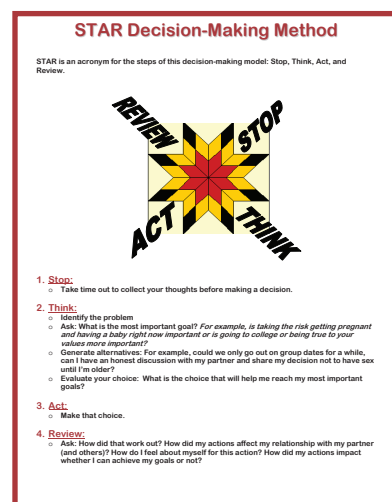 STAR Decision-Making Method
STAR is an acronym for the steps of this decision-making model: Stop, Think, Act, and
Review.
REVIEW
STOP
ACT
THINK
1. Stop:
o Take time out to collect your thoughts before making a decision.
2. Think:
o Identify the problem
o Ask: What is the most important goal? For example, is taking the risk getting pregnant
and having a baby right now important or is going to college or being true to your
values more important?
o Generate alternatives: For example, could we only go out on group dates for a while,
can I have an honest discussion with my partner and share my decision not to have sex
until I'm older?
o Evaluate your choice: What is the choice that will help me reach my most important
goals?
3. Act:
o Make that choice.
4. Review:
o Ask: How did that work out? How did my actions affect my relationship with my partner
(and others)? How do I feel about myself for this action? How did my actions impact
whether I can achieve my goals or not?